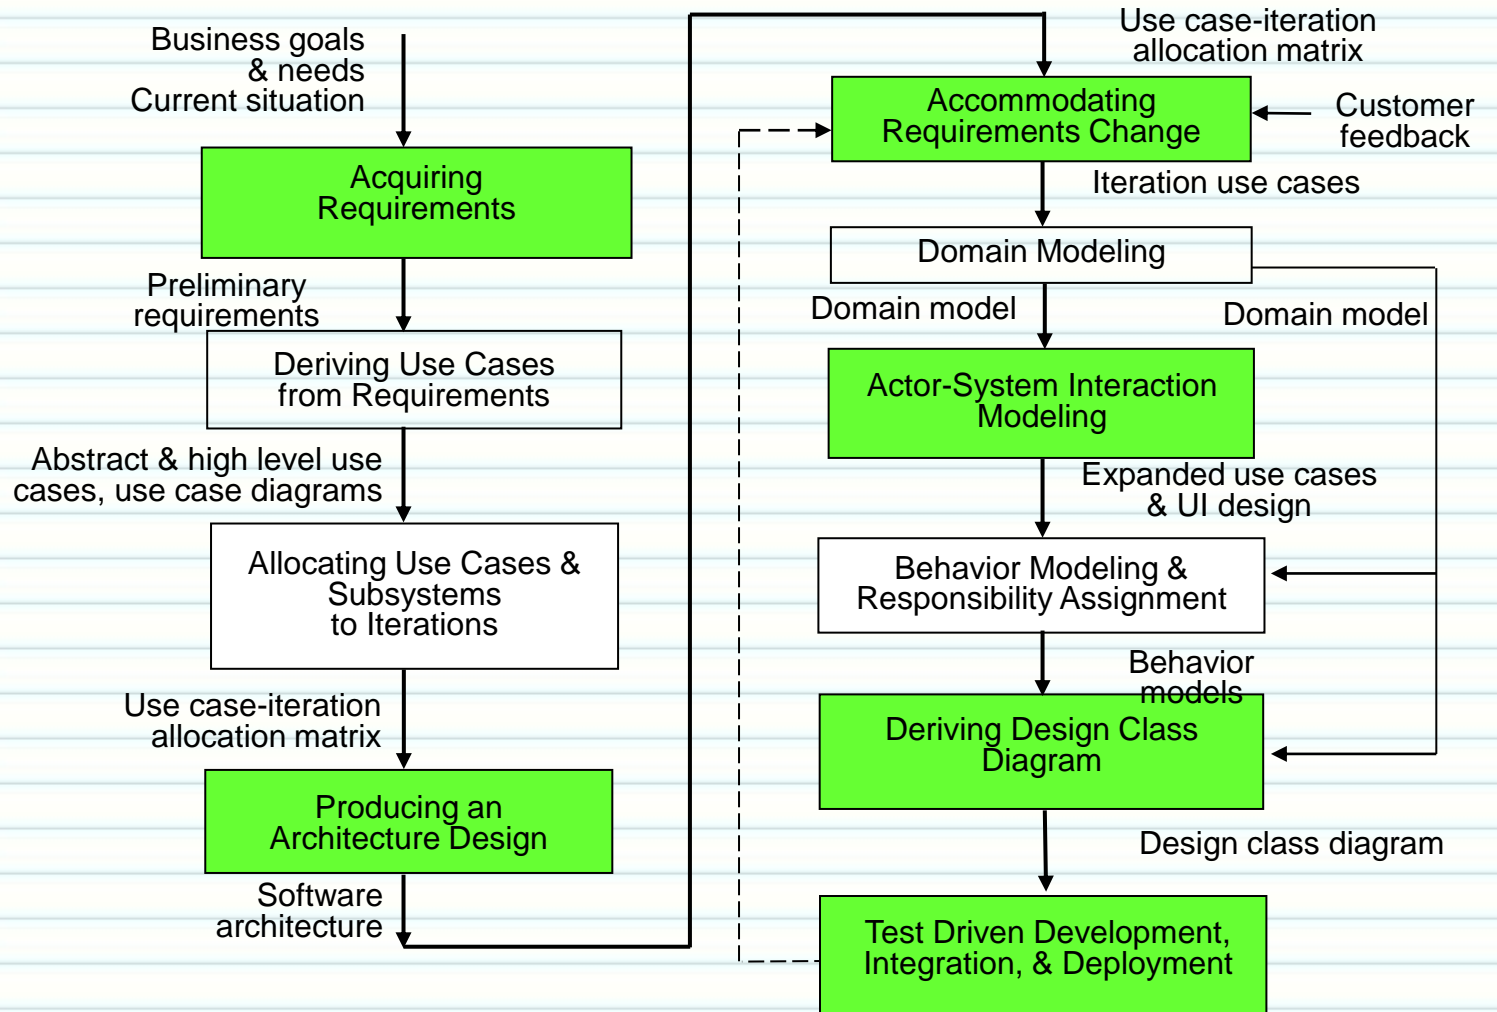 Business goals
& needs
Current situation
Acquiring
Requirements
Preliminary
requirements
Deriving Use Cases
from Requirements
Abstract & high level use
cases, use case diagrams
Allocating Use Cases &
Subsystems
to Iterations
Use case-iteration
allocation matrix
Producing an
Architecture Design
Software
architecture
Use case-iteration
allocation matrix
Accommodating
Requirements Change
Customer
feedback
Iteration use cases
Domain Modeling
Domain model
Domain model
Actor-System Interaction
Modeling
Expanded use cases
& UI design
Behavior Modeling &
Responsibility Assignment
Behavior
models
Deriving Design Class
Diagram
Design class diagram
Test Driven Development,
Integration, & Deployment